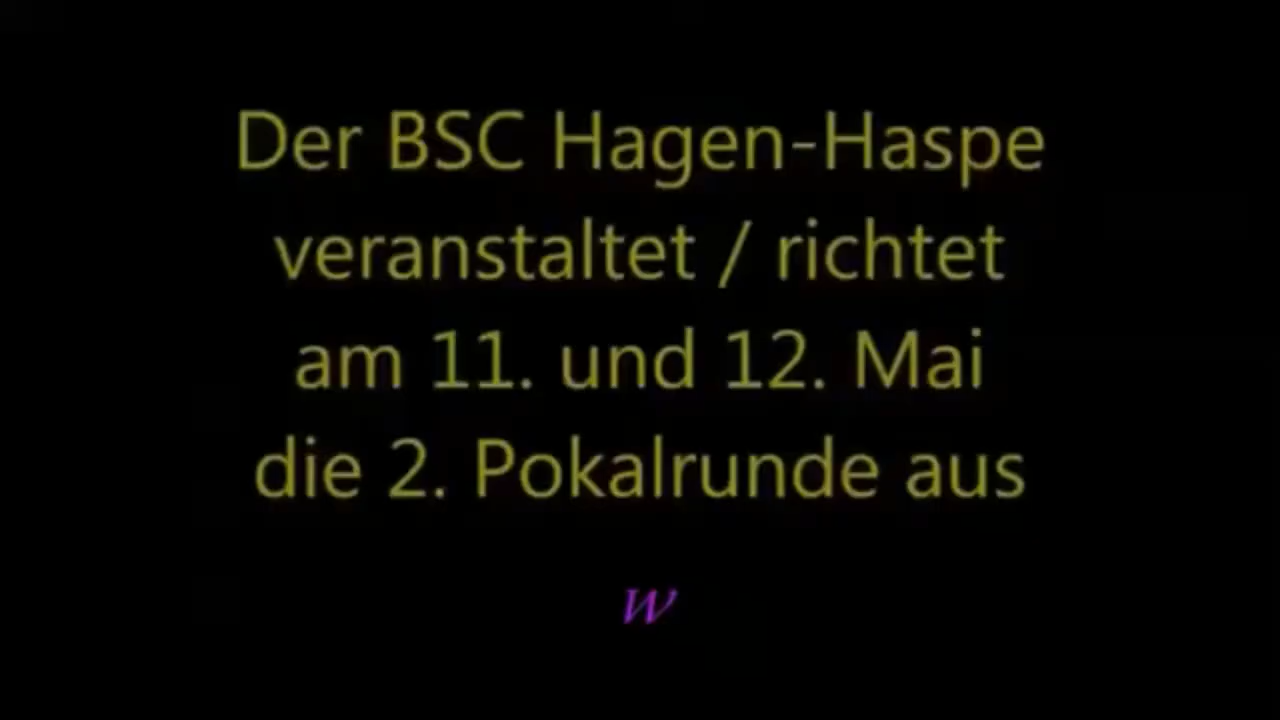 Der BSC Hagen-Haspe
veranstaltet / richtet
am 11. und 12. Mai
die 2. Pokalrunde aus
w